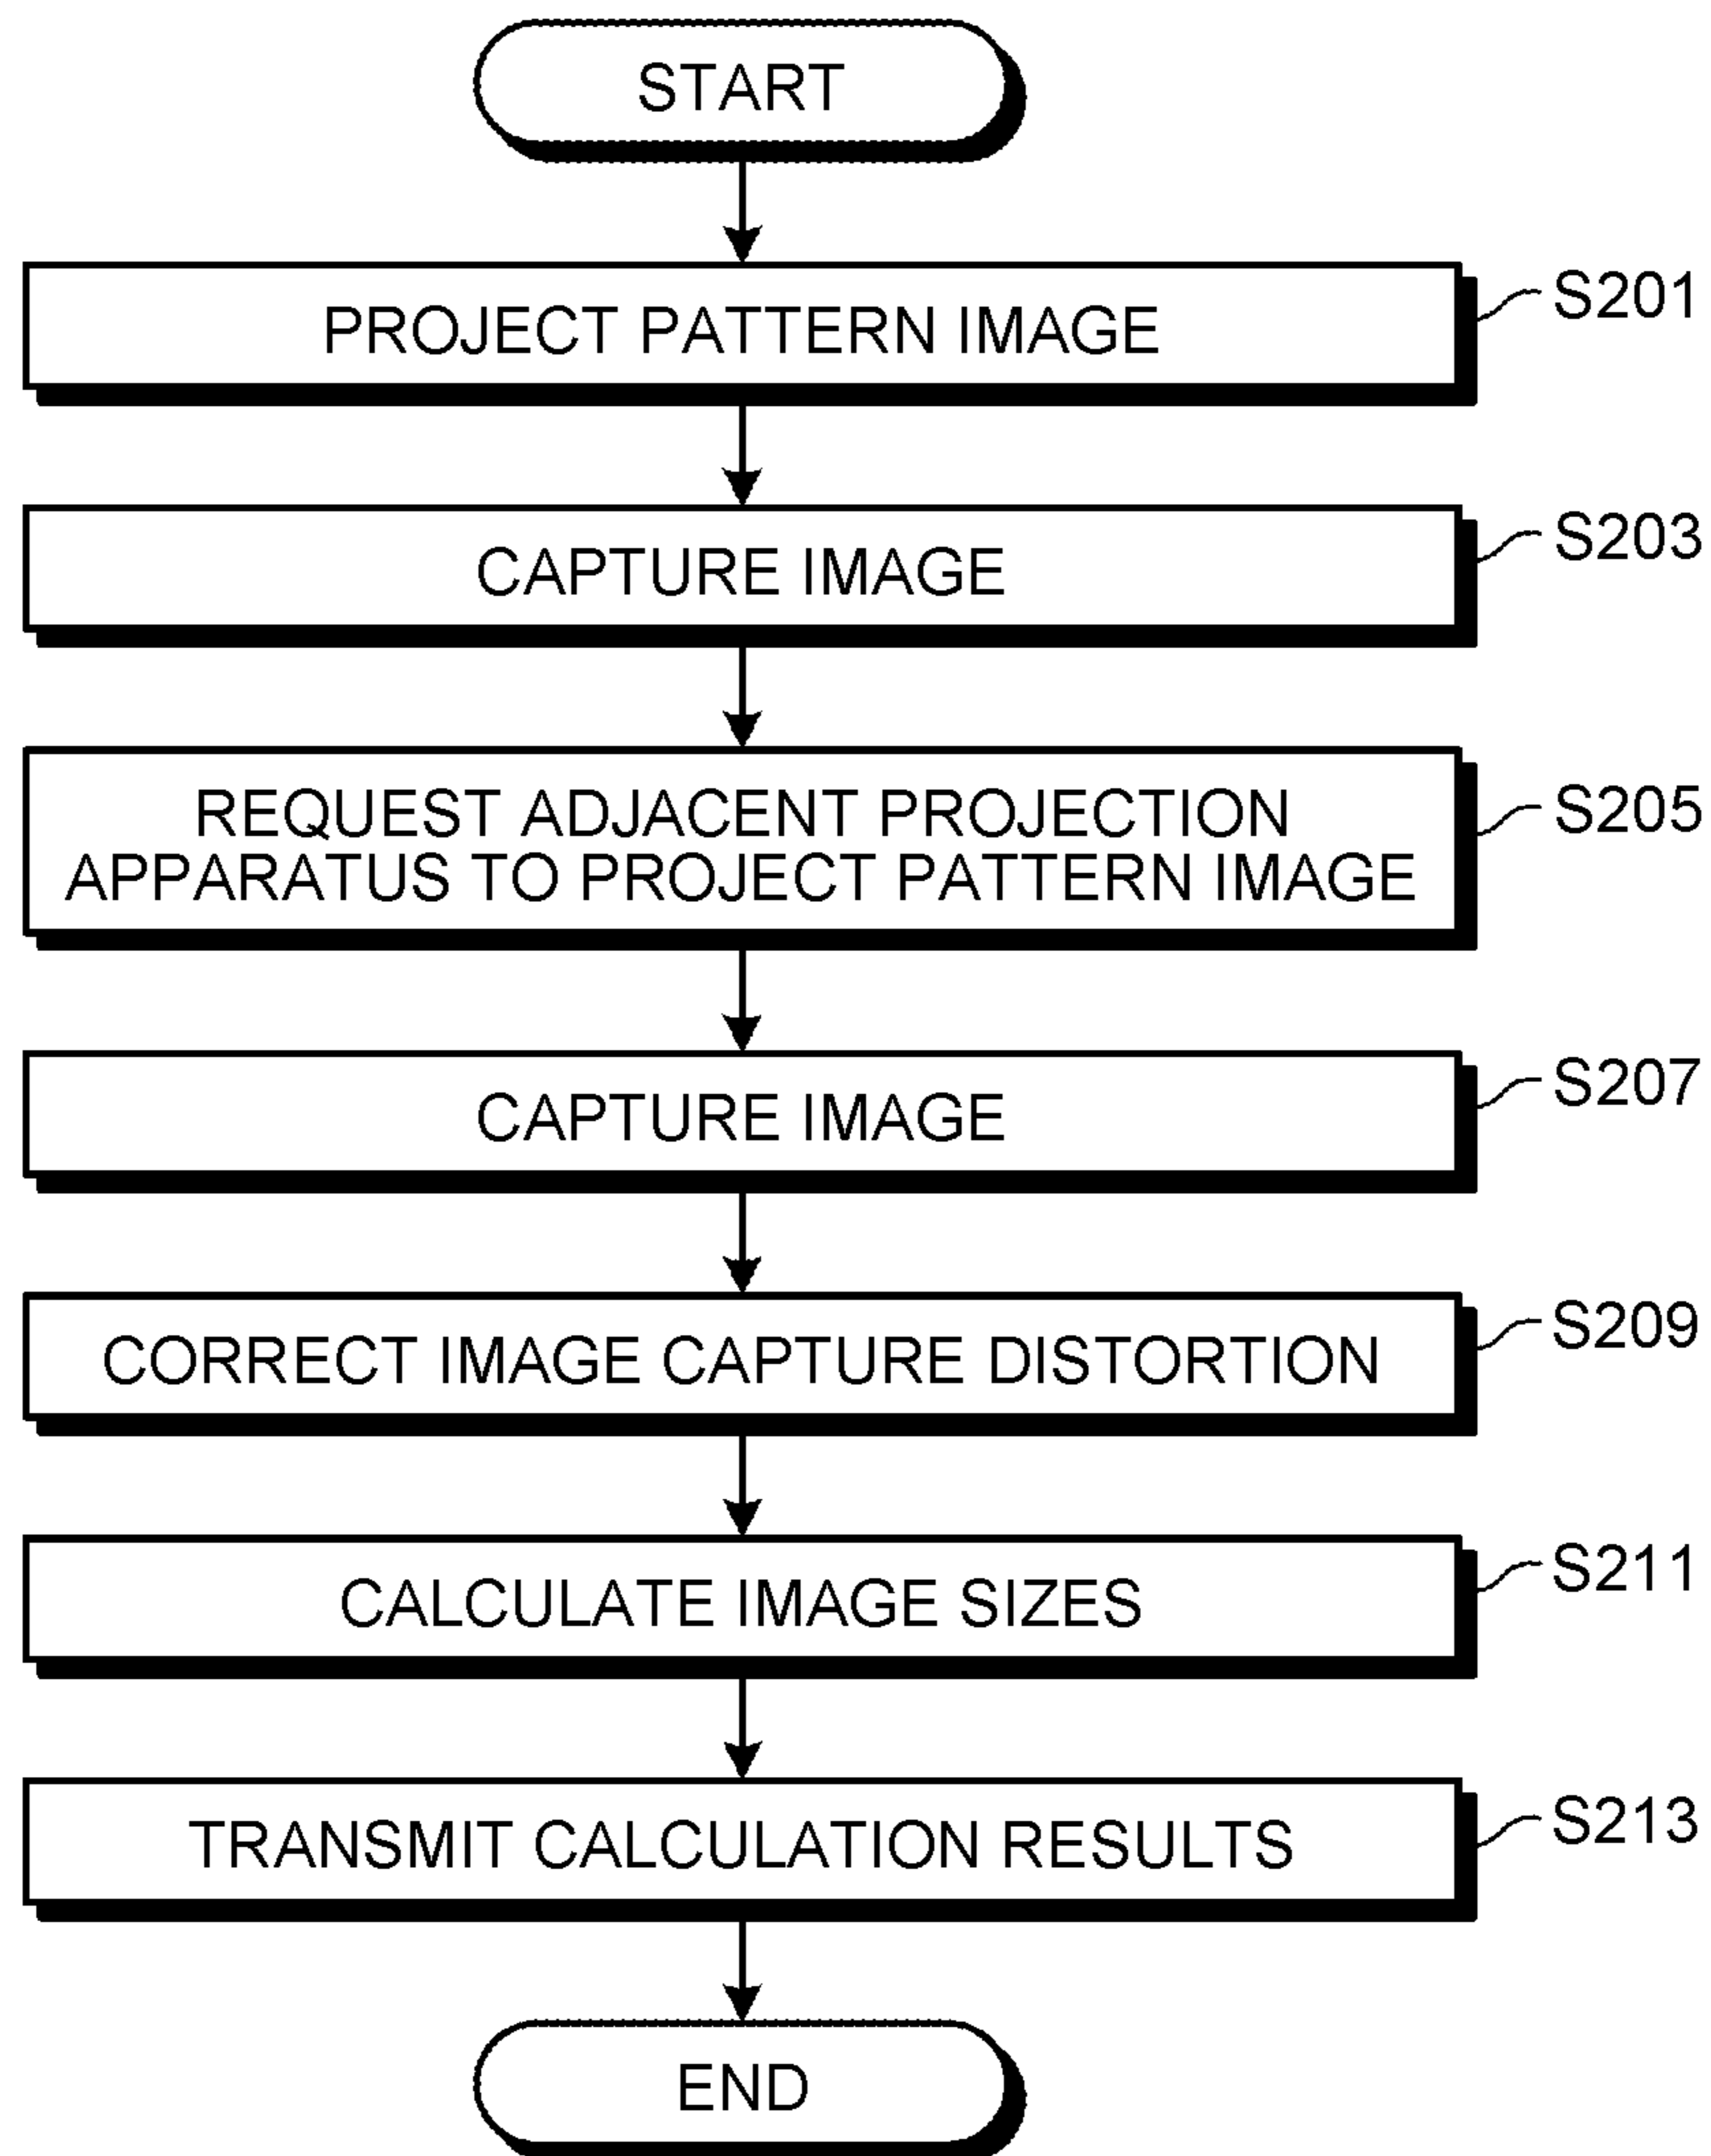 START
PROJECT PATTERN IMAGE
S201
CAPTURE IMAGE
S203
REQUEST ADJACENT PROJECTION
APPARATUS TO PROJECT PATTERN IMAGE
S205
CAPTURE IMAGE
S207
CORRECT IMAGE CAPTURE DISTORTION
S209
CALCULATE IMAGE SIZES
S211
TRANSMIT CALCULATION RESULTS
S213
END